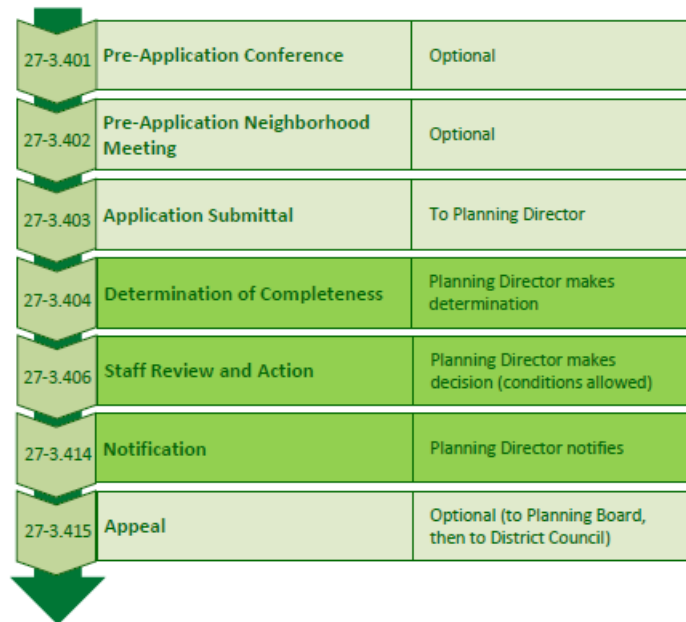 27-3.401 Pre-Application Conference Optional
27-3.402 Pre-Application Neighborhood
Meeting Optional
27-3.403 Application Submittal To Planning Director
27-3.404 Determination of Completeness Planning Director makes
determination
27-3.406 Staff Review and Action Planning Director makes
decision (conditions allowed)
27-3.414 Notification Planning Director notifies
27-3.415 Appeal Optional (to Planning Board,
then to District Council)